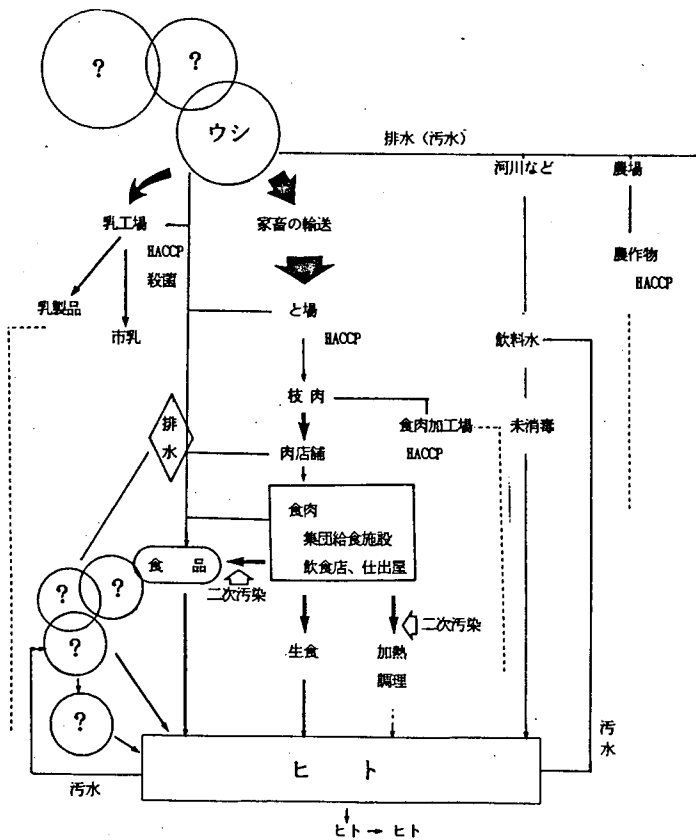 ?
?
ウシ
排水(汚水)
河川など
農場
乳工場
家畜の輸送
HACCP
殺菌
農作物
HACCP
乳製品
市乳
と場
HACCP
飲料水
枝肉
排水
食肉加工場
HACCP
未消毒
肉店舗
食肉
集団給食施設
飲食店、仕出屋
食品
二次汚染
?
?
?
二次汚染
生食
加熱
調理
?
汚水
ヒト
汚水
ヒト→ヒト